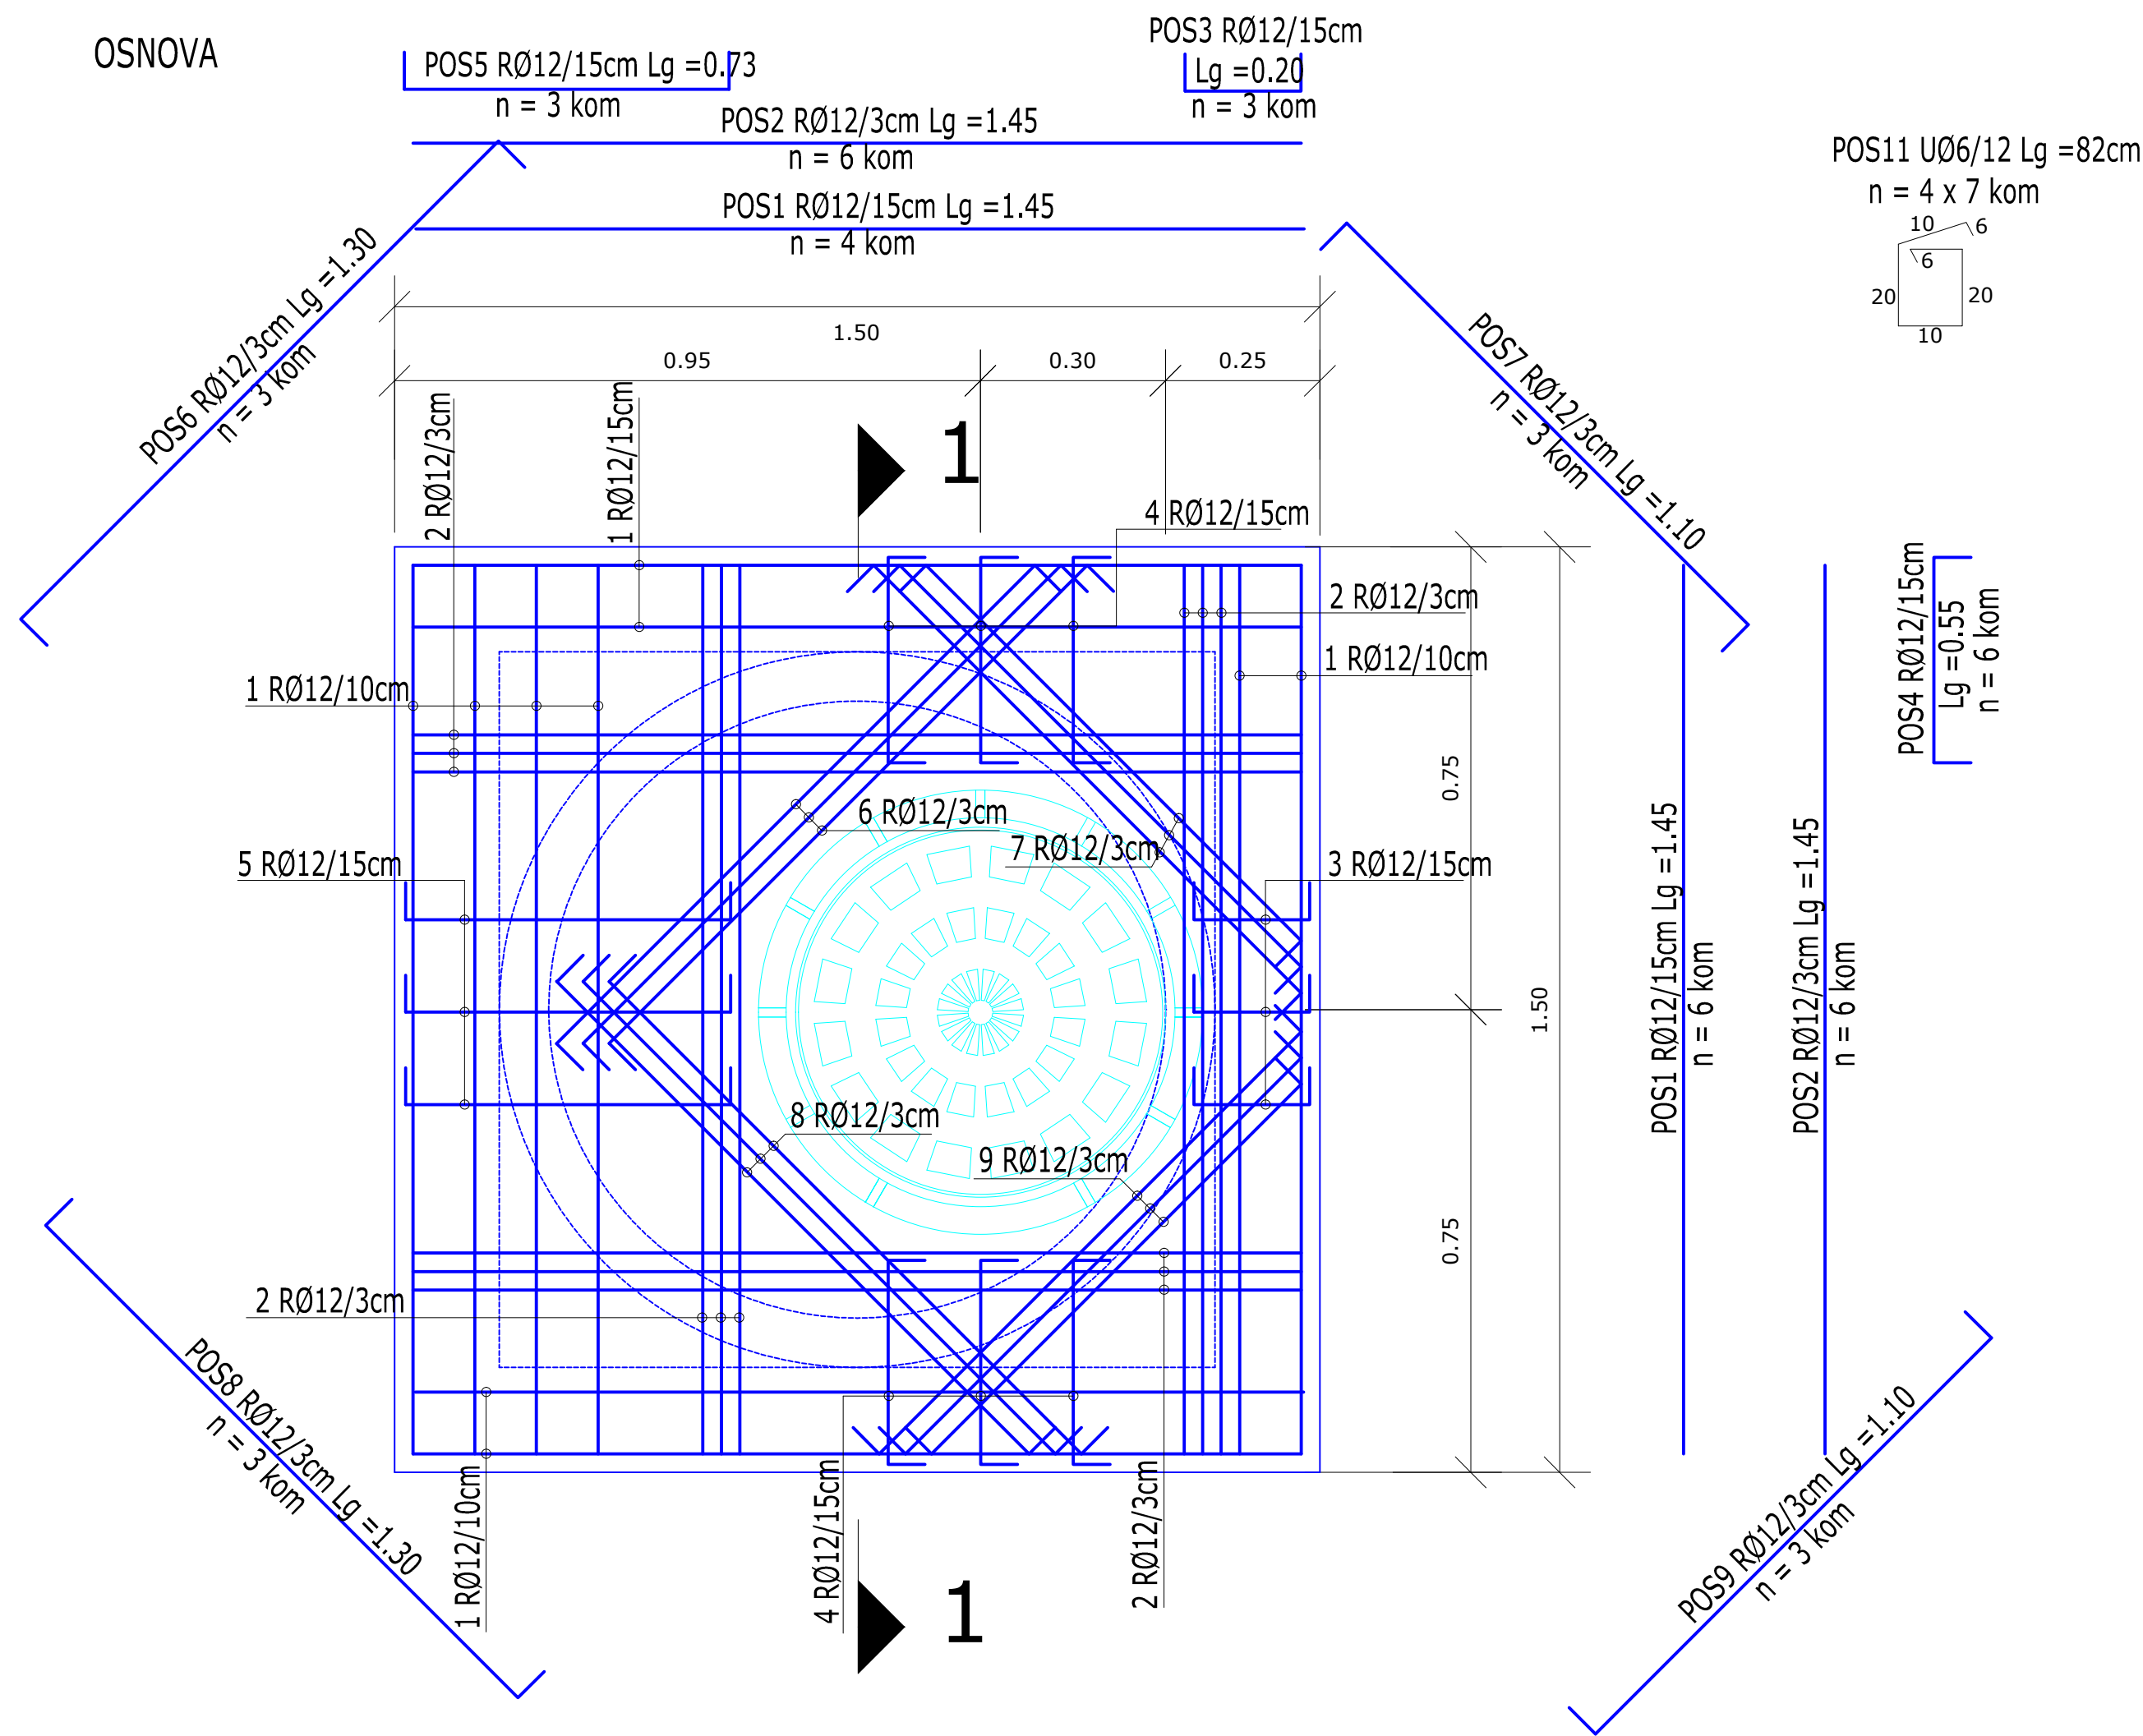 OSNOVA
POS5 RØ12/15cm Lg =0.73
n = 3 kom
POS3 RØ12/15cm
Lg =0.20
n = 3 kom
POS2 RØ12/3cm Lg =1.45
n = 6 kom
POS1 RØ12/15cm Lg =1.45
n = 4 kom
POS11 UØ6/12 Lg =82cm
n = 4 x 7 kom
10
6
6
20
20
10
POS6 RØ12/3cm Lg =1.30
n = 3 kom
POS7 RØ12/3cm Lg =1.10
n = 3 kom
1.50
0.95
0.30
0.25
2 RØ12/3cm
1 RØ12/15cm
1
4 RØ12/15cm
2 RØ12/3cm
1 RØ12/10cm
1 RØ12/10cm
POS4 RØ12/15cm
Lg =0.55
n = 6 kom
0.75
6 RØ12/3cm
7 RØ12/3cm
5 RØ12/15cm
3 RØ12/15cm
POS1 RØ12/15cm Lg =1.45
n = 6 kom
POS2 RØ12/3cm Lg =1.45
n = 6 kom
1.50
8 RØ12/3cm
9 RØ12/3cm
0.75
2 RØ12/3cm
POS8 RØ12/3cm Lg =1.30
n = 3 kom
1 RØ12/10cm
4 RØ12/15cm
2 RØ12/3cm
POS9 RØ12/3cm Lg =1.10
n = 3 kom
1